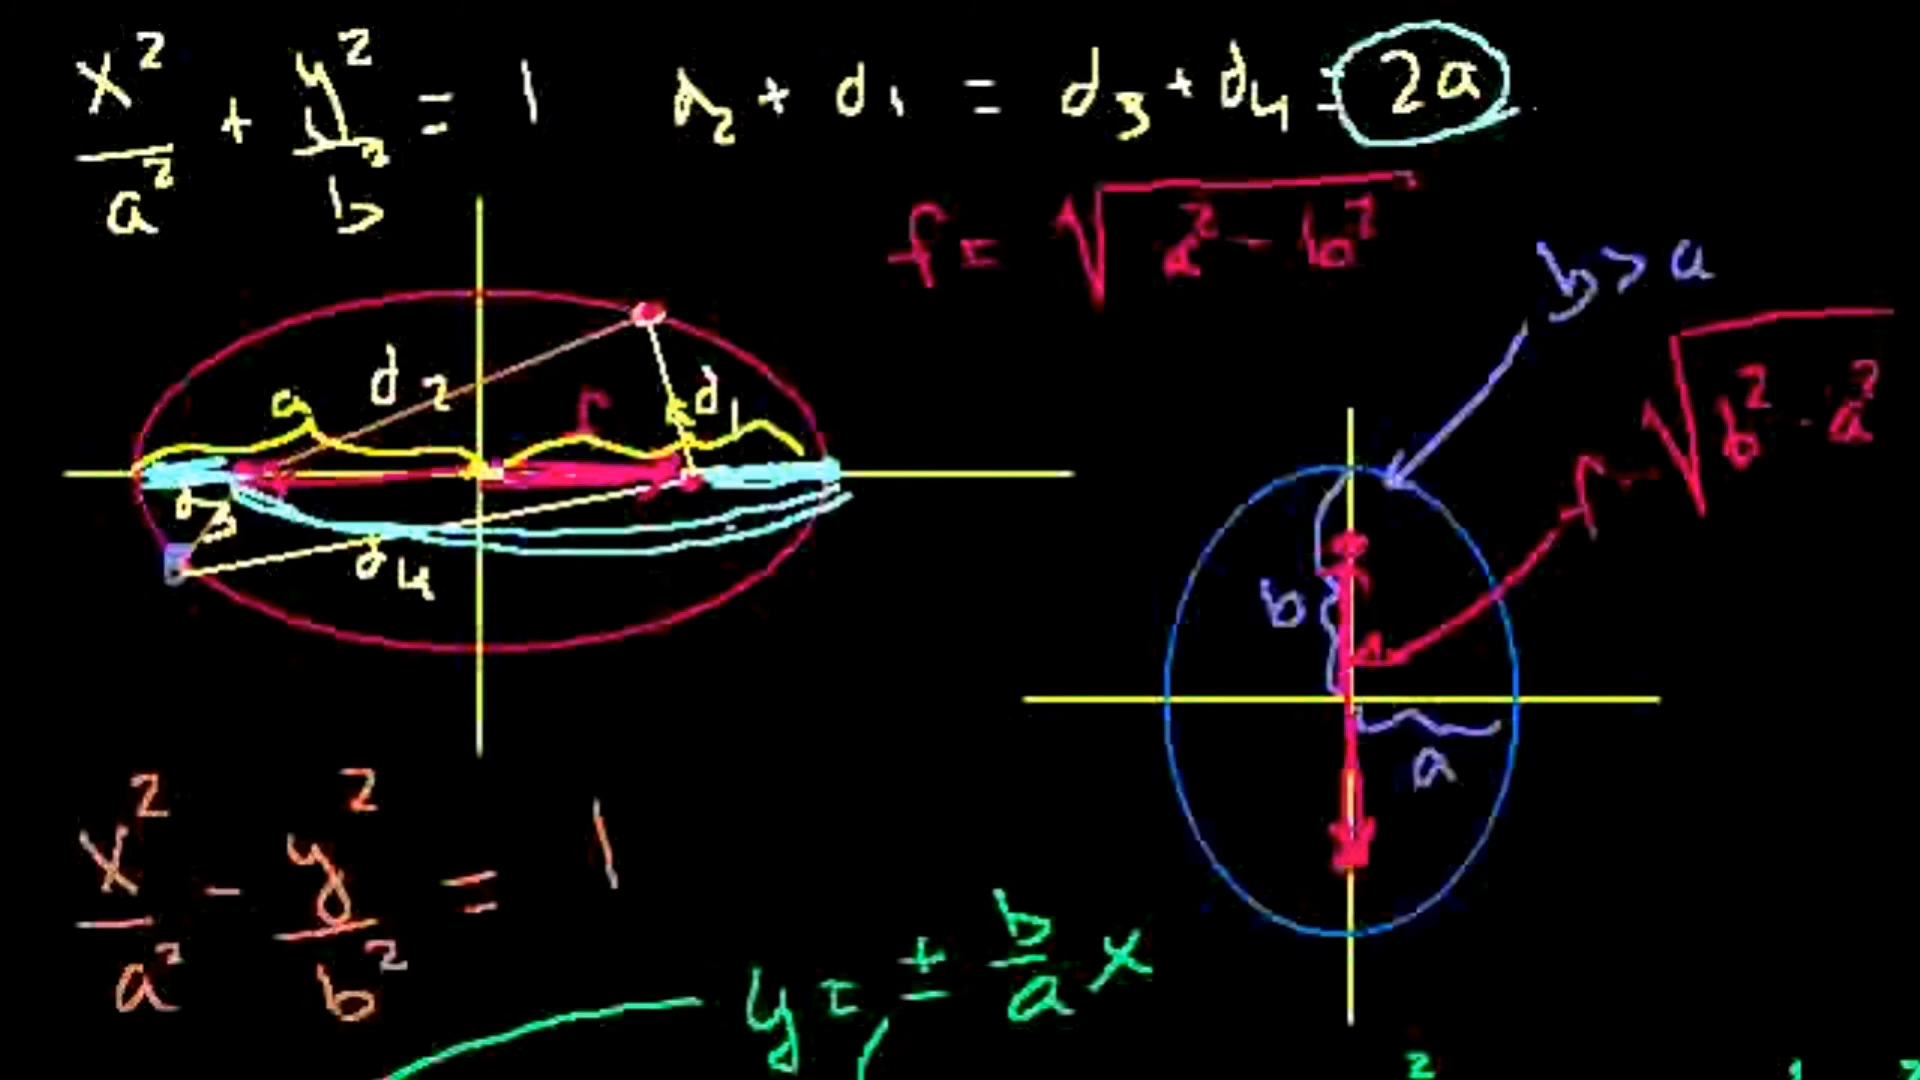 x²/a² + y²/b² = 1
d₂ + d₁ = d₃ + d₄ = 2a
f = √a² - b²
b > a
f = √b² - a²
d₂
a
f
d₁
d₃
d₄
b
a
x²/a² - y²/b² = 1
y = ± b/a x
2